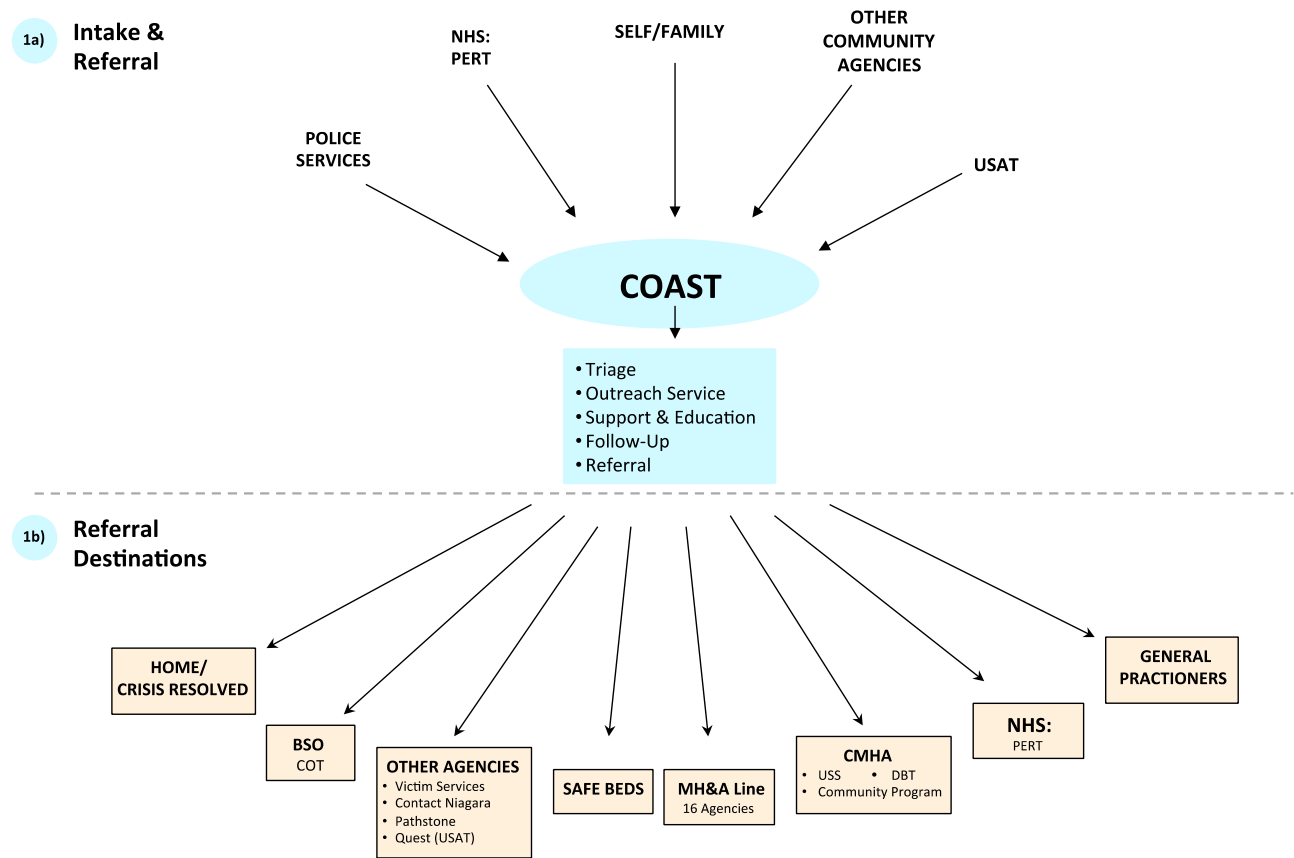 1a)
Intake &
Referral
NHS:
PERT
SELF/FAMILY
OTHER
COMMUNITY
AGENCIES
POLICE
SERVICES
USAT
COAST
• Triage
• Outreach Service
• Support & Education
• Follow-Up
• Referral
1b)
Referral
Destinations
HOME/
CRISIS RESOLVED
BSO
COT
OTHER AGENCIES
• Victim Services
• Contact Niagara
• Pathstone
• Quest (USAT)
SAFE BEDS
MH&A Line
16 Agencies
CMHA
• USS • DBT
• Community Program
NHS:
PERT
GENERAL
PRACTIONERS